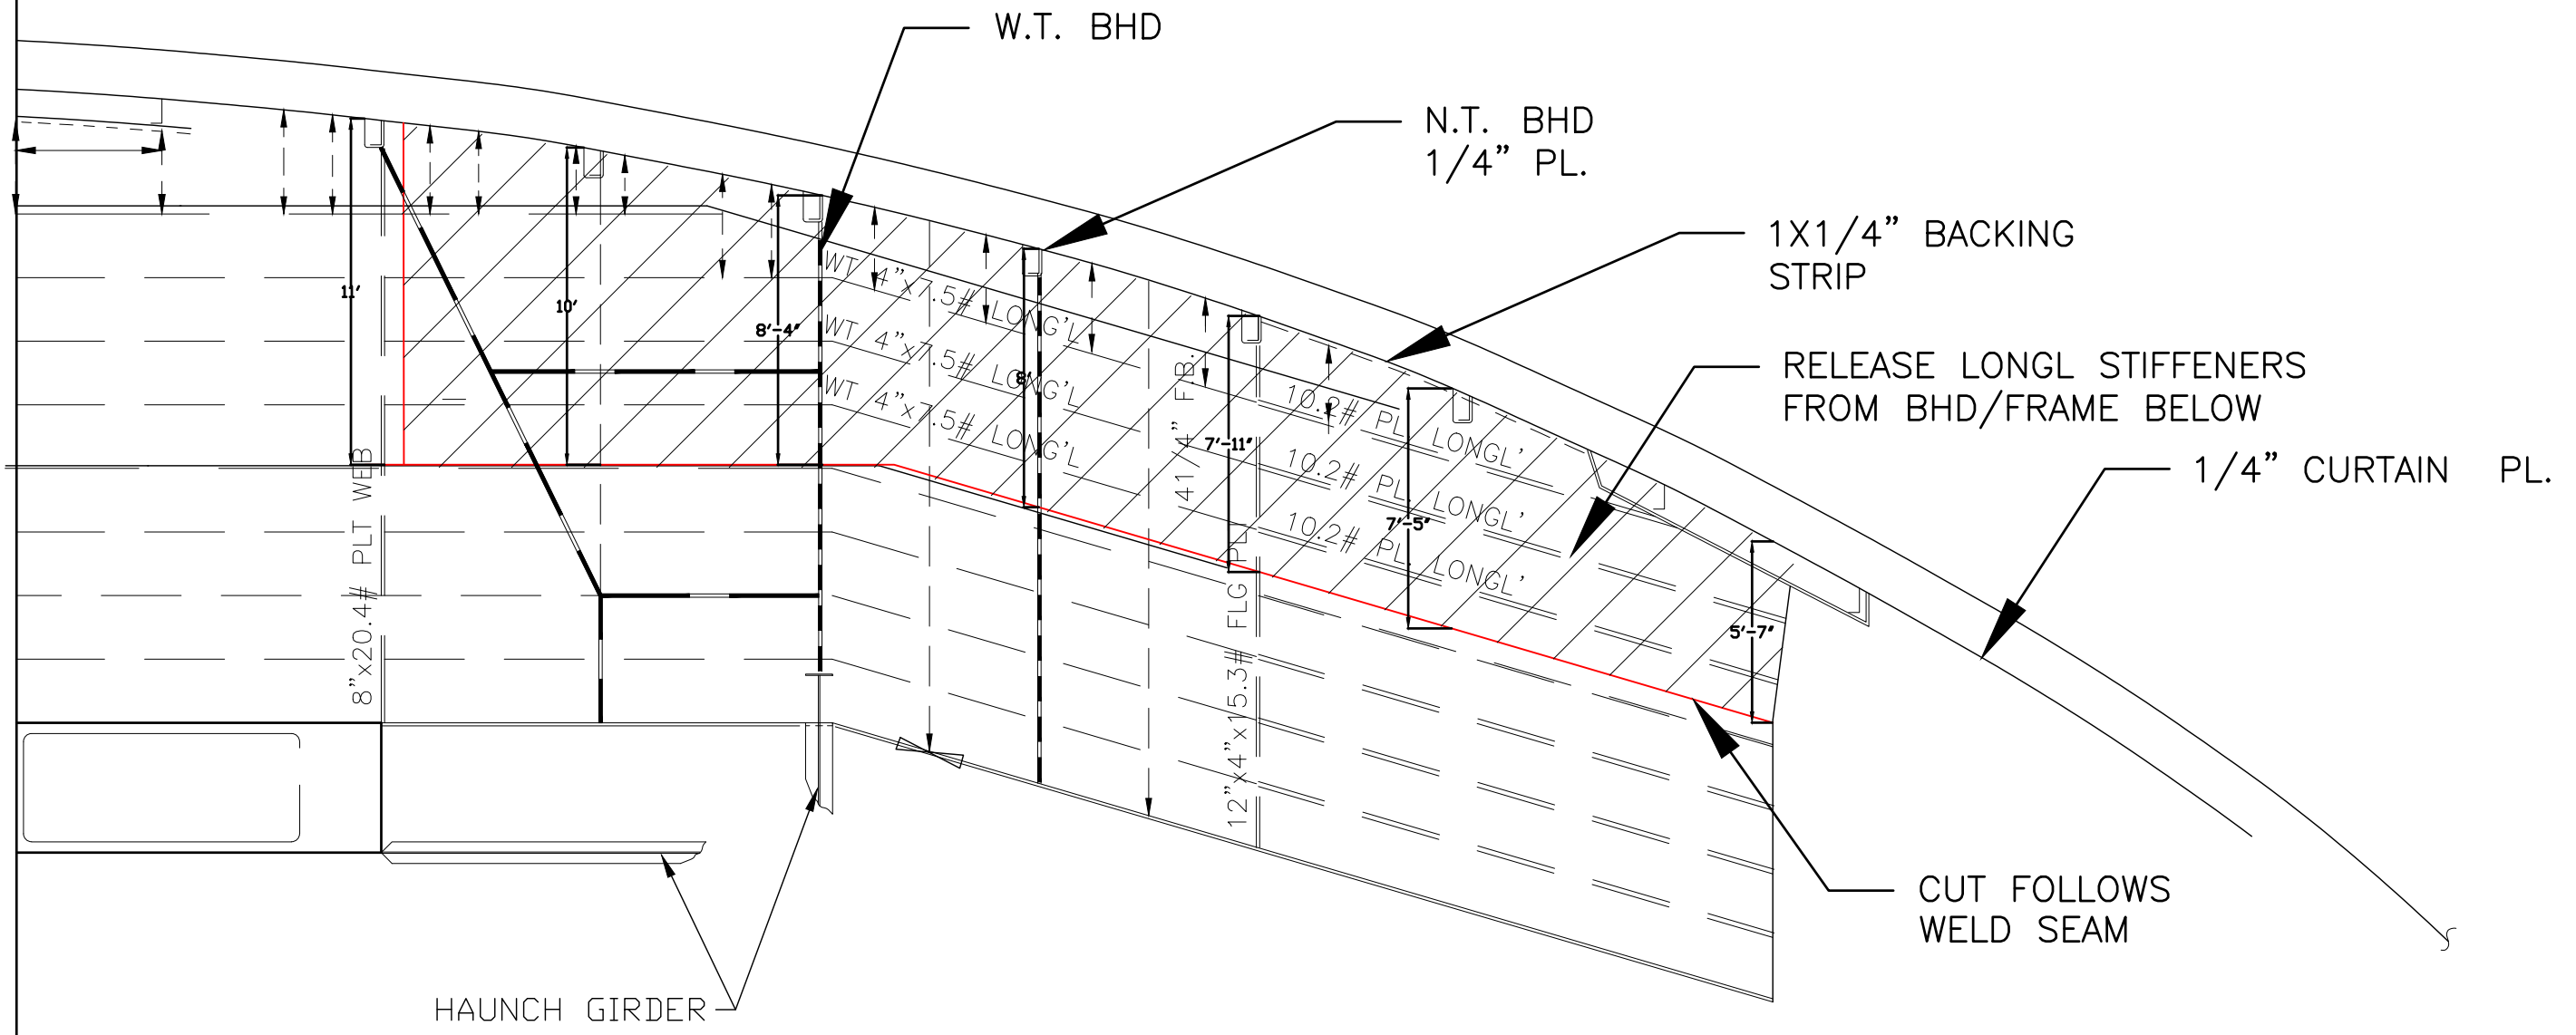 W.T. BHD
N.T. BHD
1/4” PL.
1X1/4” BACKING
STRIP
RELEASE LONGL STIFFENERS
FROM BHD/FRAME BELOW
1/4” CURTAIN PL.
11'
10'
8'-4"
8'
7'-11"
7'-5"
5'-7"
WT 4”x7.5# LONG'L
WT 4”x7.5# LONG'L
WT 4”x7.5# LONG'L
10.2# PL. LONGL'
10.2# PL. LONGL'
10.2# PL. LONGL'
8”x20.4# PLT WEB
41/4” F.B.
12”x4”x15.3# FLG PLT
CUT FOLLOWS
WELD SEAM
HAUNCH GIRDER